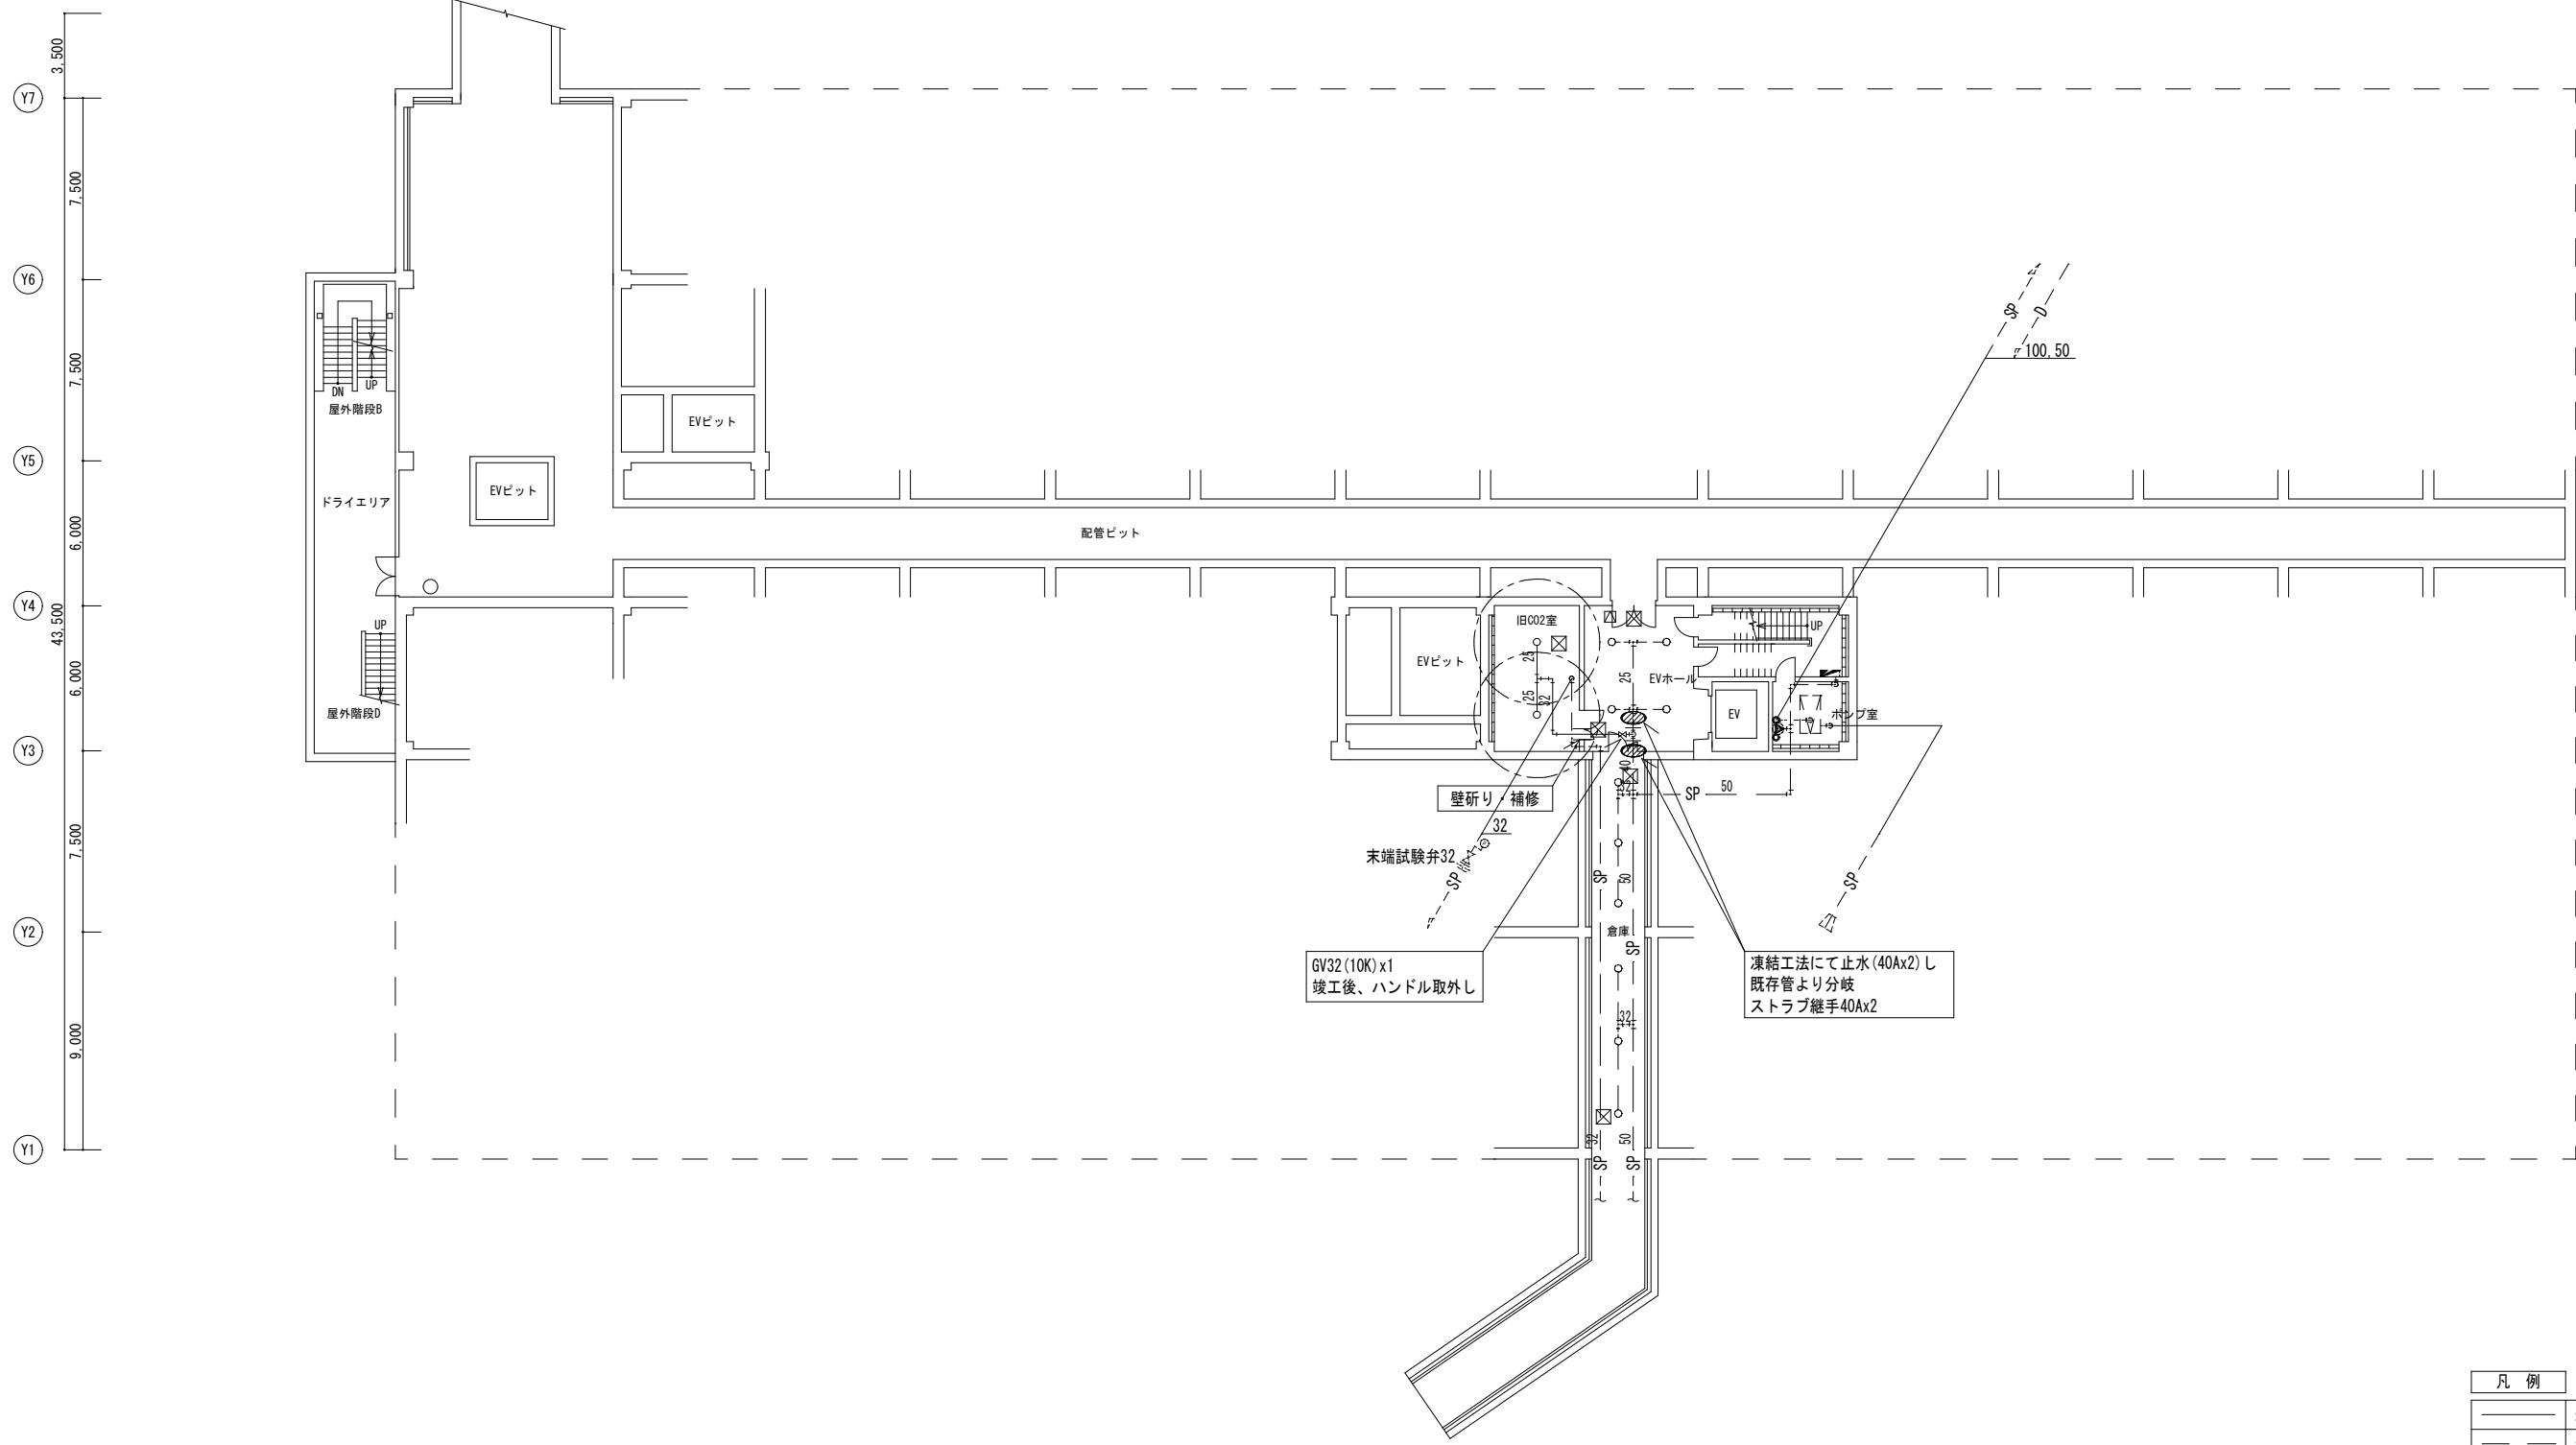 3,500
Y7
7,500
Y6
SP
D
100.50
7,500
DN
UP
屋外階段B
EVピット
Y5
EVピット
ドライエリア
6,000
配管ピット
Y4
43,500
UP
旧CO2室
UP
25
EVピット
25
EVホール
6,000
25
32
屋外階段D
EV
ポンプ室
Y3
40
32
SP
50
壁斫り・補修
32
7,500
末端試験弁32
SP
SP
50
SP
Y2
倉庫
SP
GV32(10K)x1
竣工後、ハンドル取外し
凍結工法にて止水(40Ax2)し
既存管より分岐
ストラブ継手40Ax2
32
9,000
32
50
Y1
SP
SP
凡 例